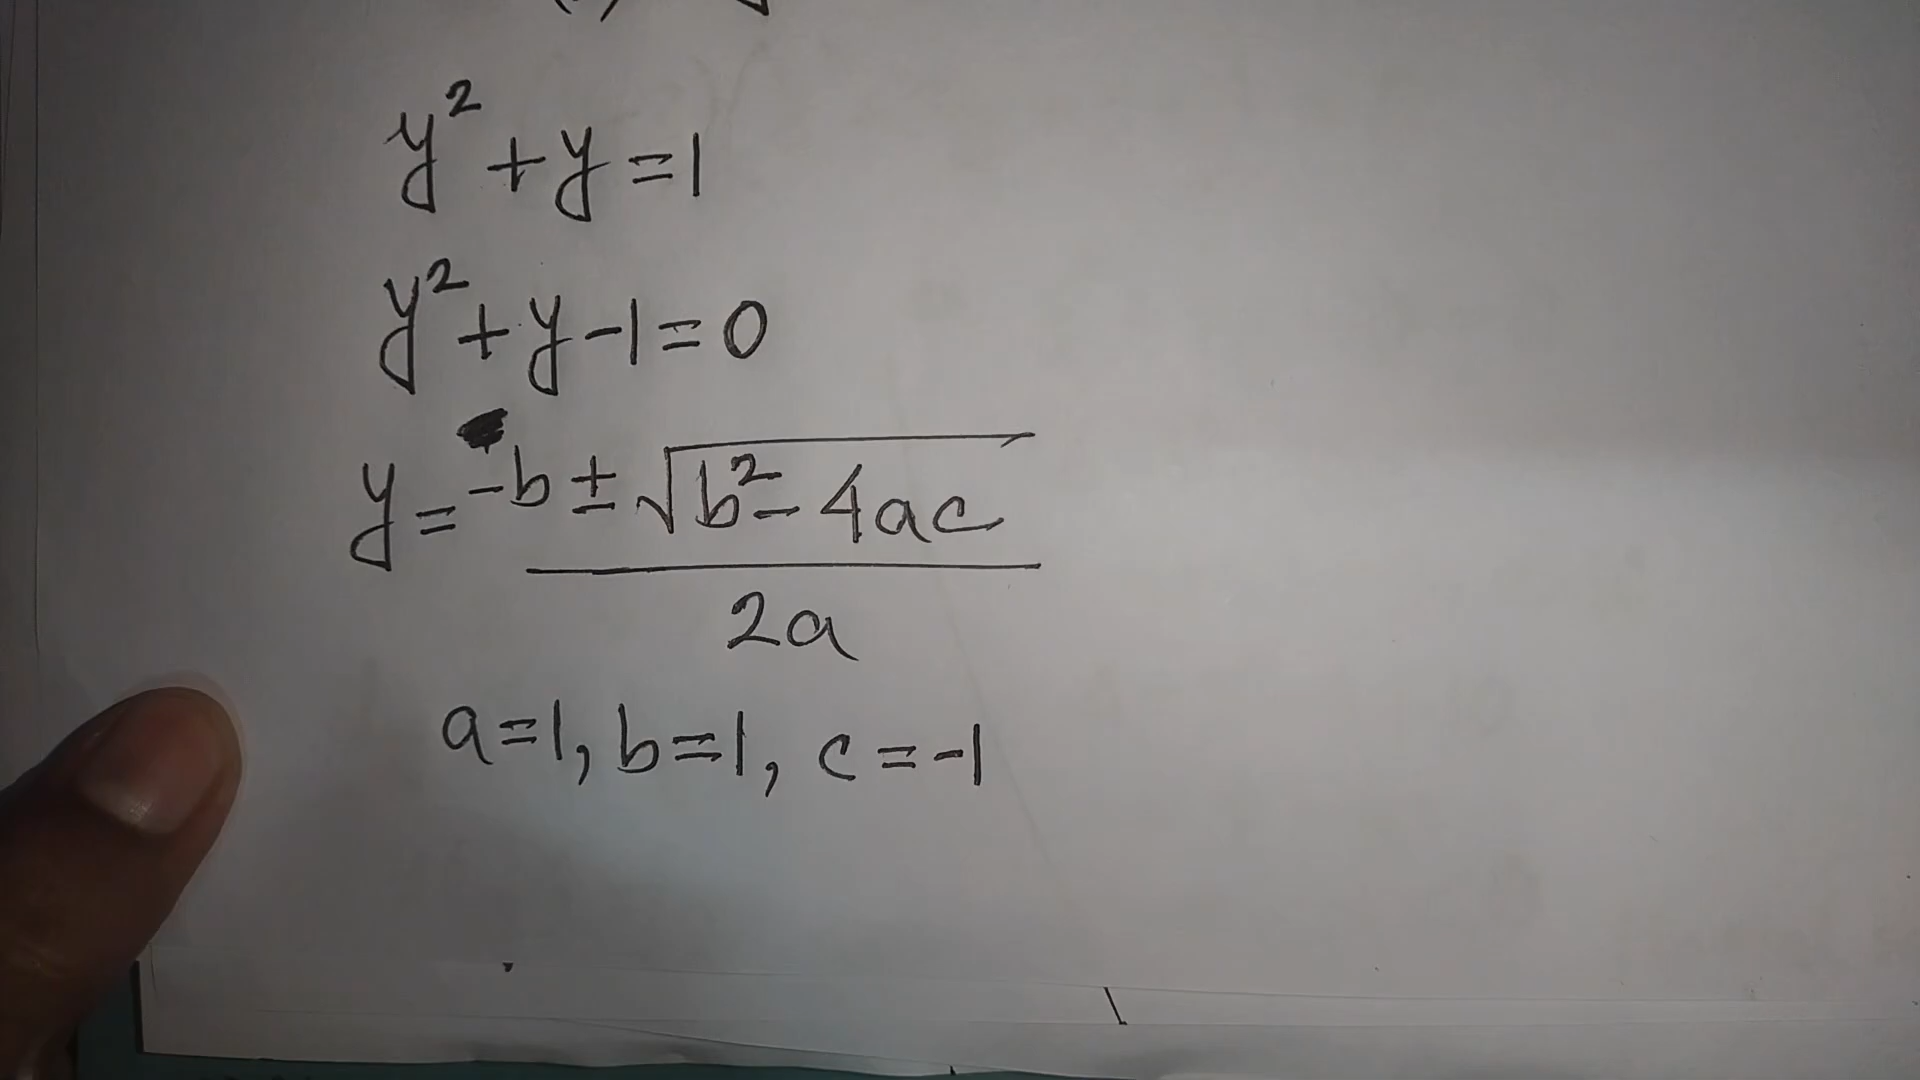 y² + y = 1
y² + y - 1 = 0
y = -b ± √b² - 4ac
2a
a = 1, b = 1, c = -1